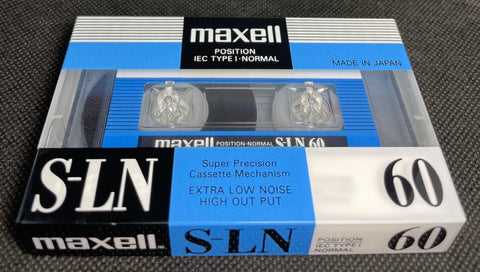 maxell
POSITION
IEC TYPE I · NORMAL
MADE IN JAPAN
maxell POSITION·NORMAL S-LN 60
S-LN
Super Precision
Cassette Mechanism
EXTRA LOW NOISE
HIGH OUT PUT
60
maxell
S-LN
POSITION
IEC TYPE I
NORMAL
60